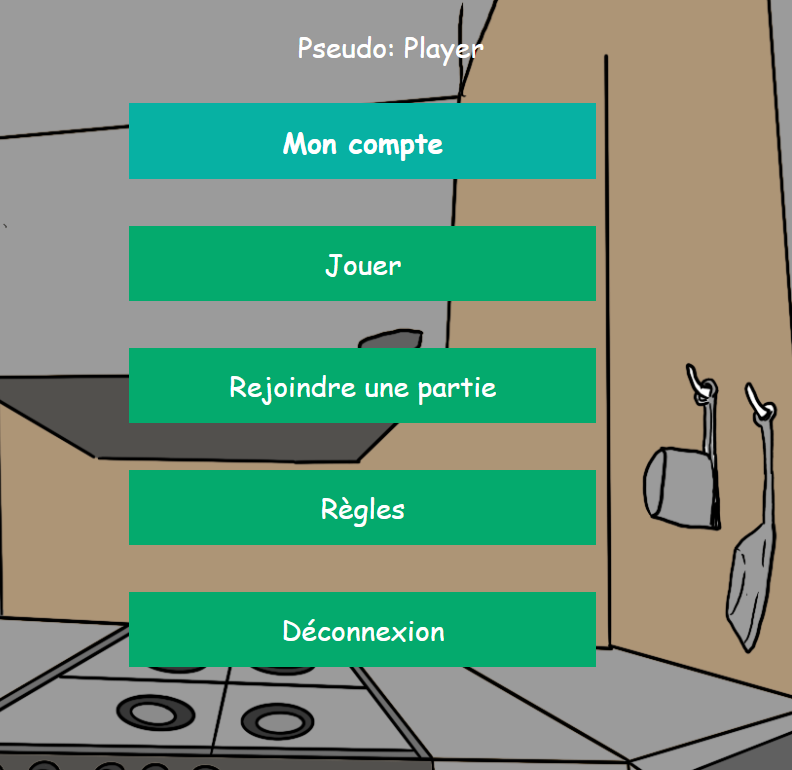 Pseudo: Player
Mon compte
Jouer
Rejoindre une partie
Règles
Déconnexion